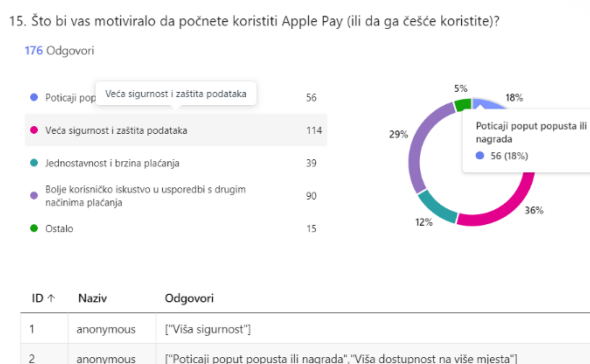 15. Što bi vas motiviralo da počnete koristiti Apple Pay (ili da ga češće koristite)?
176 Odgovori
Poticaji pop
56
Veća sigurnost i zaštita podataka
Veća sigurnost i zaštita podataka
114
Jednostavnost i brzina plaćanja
39
Bolje korisničko iskustvo u usporedbi s drugim
načinima plaćanja
90
Ostalo
15
5%
18%
29%
Poticaji poput popusta ili
nagrada
56 (18%)
36%
12%
ID ↑ Naziv Odgovori
1 anonymous ["Viša sigurnost"]
2 anonymous ["Poticaji poput popusta ili nagrada","Viša dostupnost na više mjesta"]